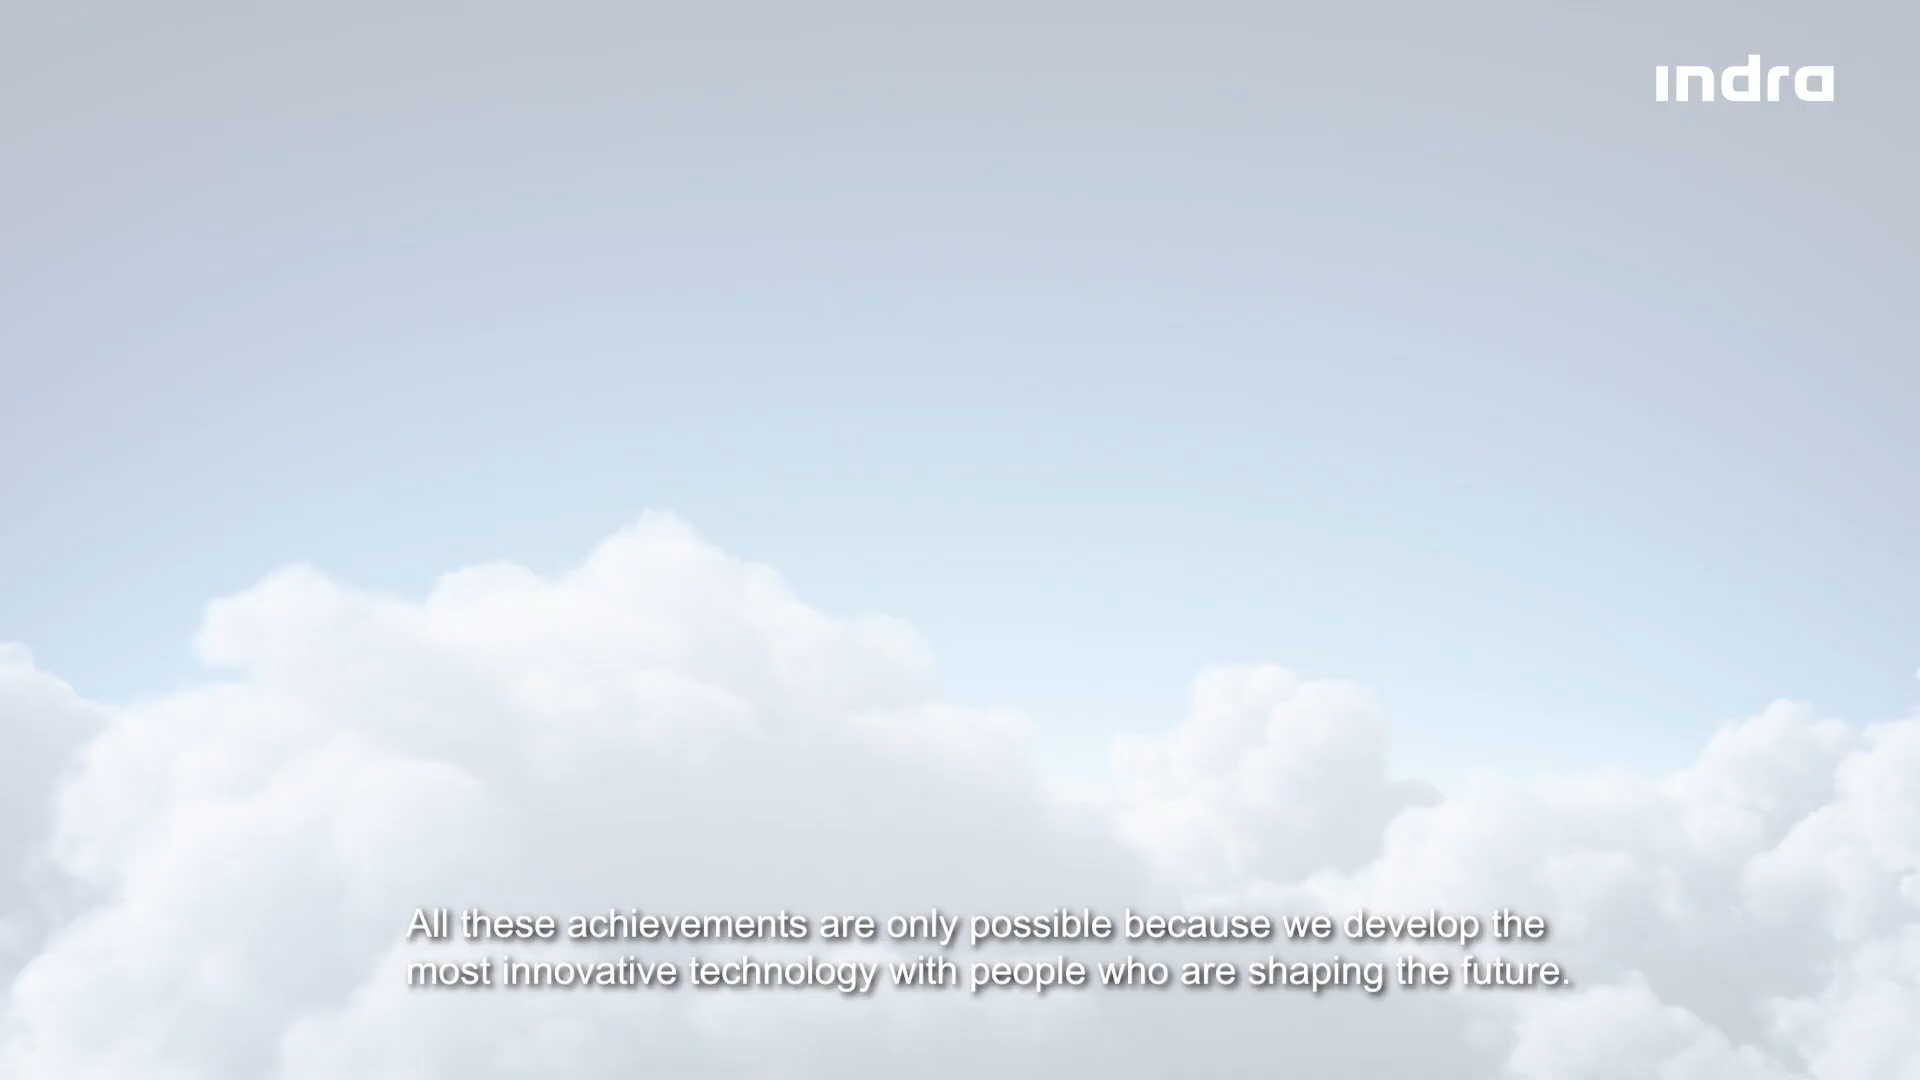 indra
All these achievements are only possible because we develop the
most innovative technology with people who are shaping the future.